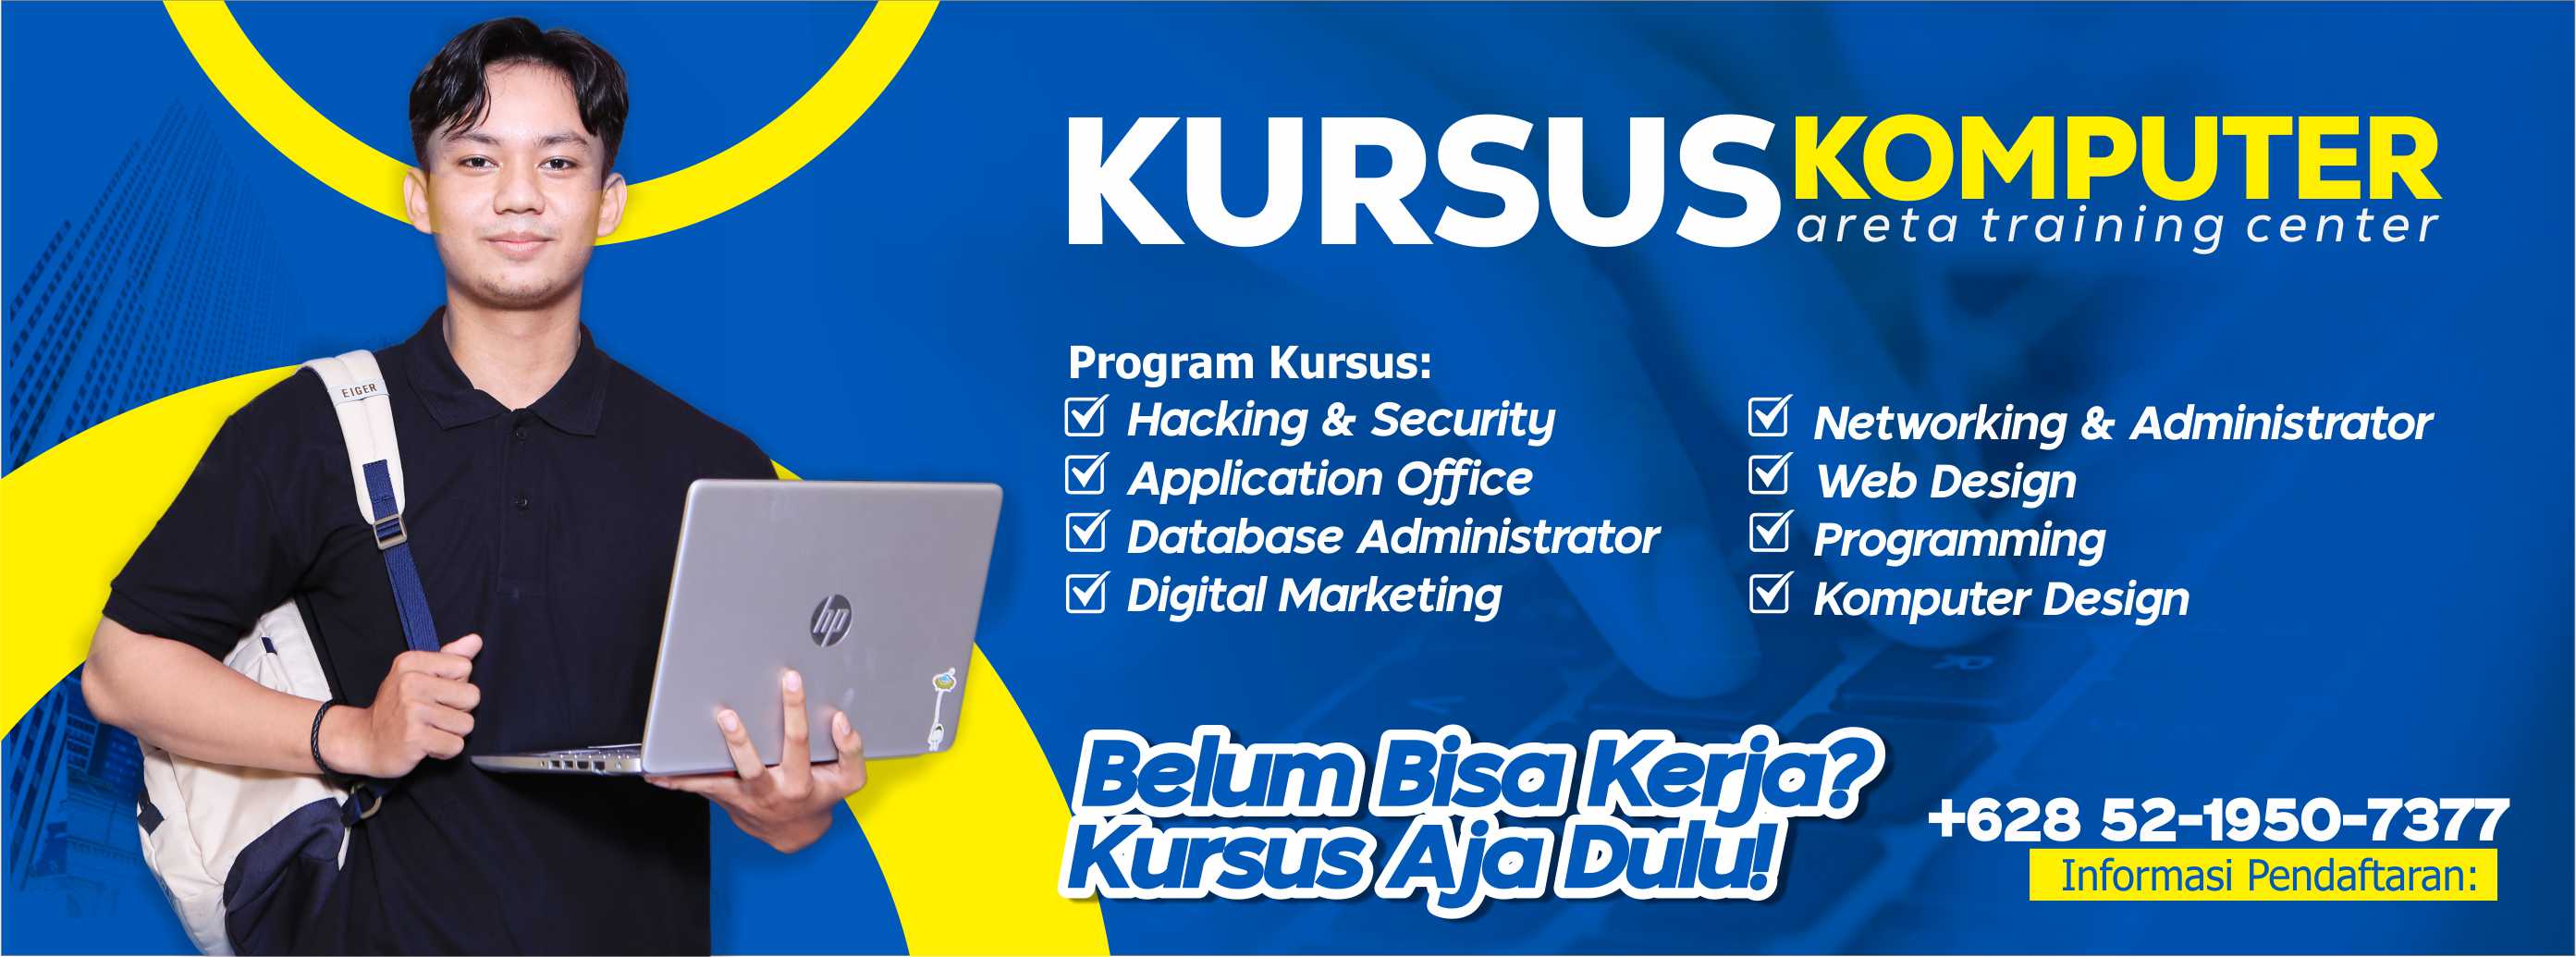 KURSUS KOMPUTER
areta training center
Program Kursus:
Hacking & Security
Application Office
Database Administrator
Digital Marketing
Networking & Administrator
Web Design
Programming
Komputer Design
Belum Bisa Kerja?
Kursus Aja Dulu!
+628 52-1950-7377
Informasi Pendaftaran:
EIGER
hp